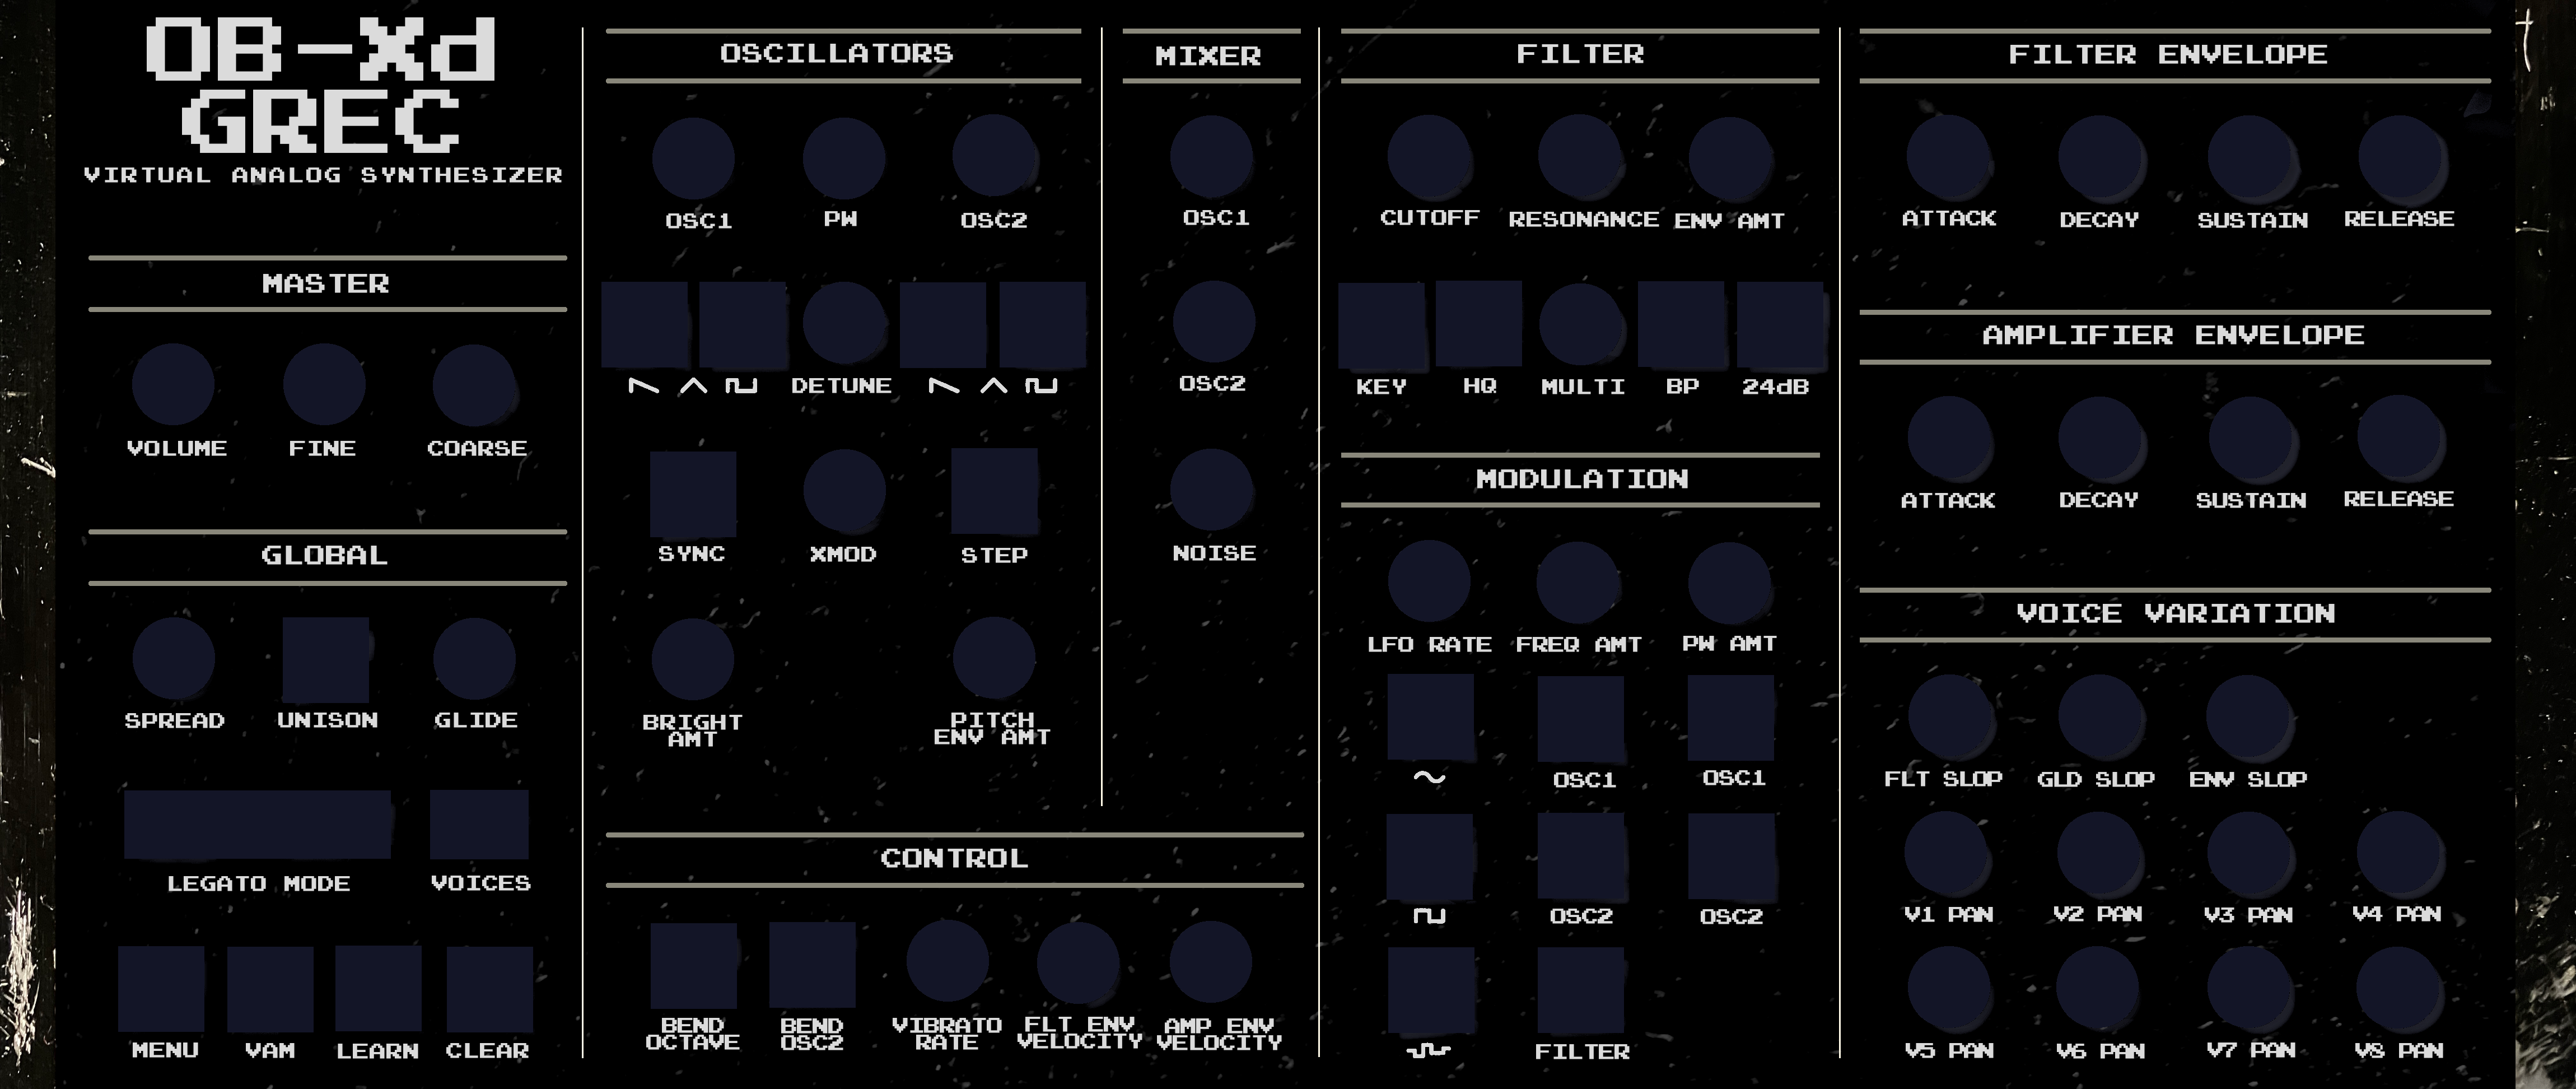 OB-Xd
GREC
VIRTUAL ANALOG SYNTHESIZER
MASTER
VOLUME FINE COARSE
GLOBAL
SPREAD UNISON GLIDE
LEGATO MODE VOICES
MENU VAM LEARN CLEAR
OSCILLATORS
OSC1 PW OSC2
DETUNE
SYNC XMOD STEP
BRIGHT
AMT
PITCH
ENV AMT
MIXER
OSC1
OSC2
NOISE
CONTROL
BEND
OCTAVE
BEND
OSC2
VIBRATO
RATE
FLT ENV
VELOCITY
AMP ENV
VELOCITY
FILTER
CUTOFF RESONANCE ENV AMT
KEY HQ MULTI BP 24dB
MODULATION
LFO RATE FREQ AMT PW AMT
OSC1 OSC1
OSC2 OSC2
FILTER
FILTER ENVELOPE
ATTACK DECAY SUSTAIN RELEASE
AMPLIFIER ENVELOPE
ATTACK DECAY SUSTAIN RELEASE
VOICE VARIATION
FLT SLOP GLD SLOP ENV SLOP
V1 PAN V2 PAN V3 PAN V4 PAN
V5 PAN V6 PAN V7 PAN V8 PAN